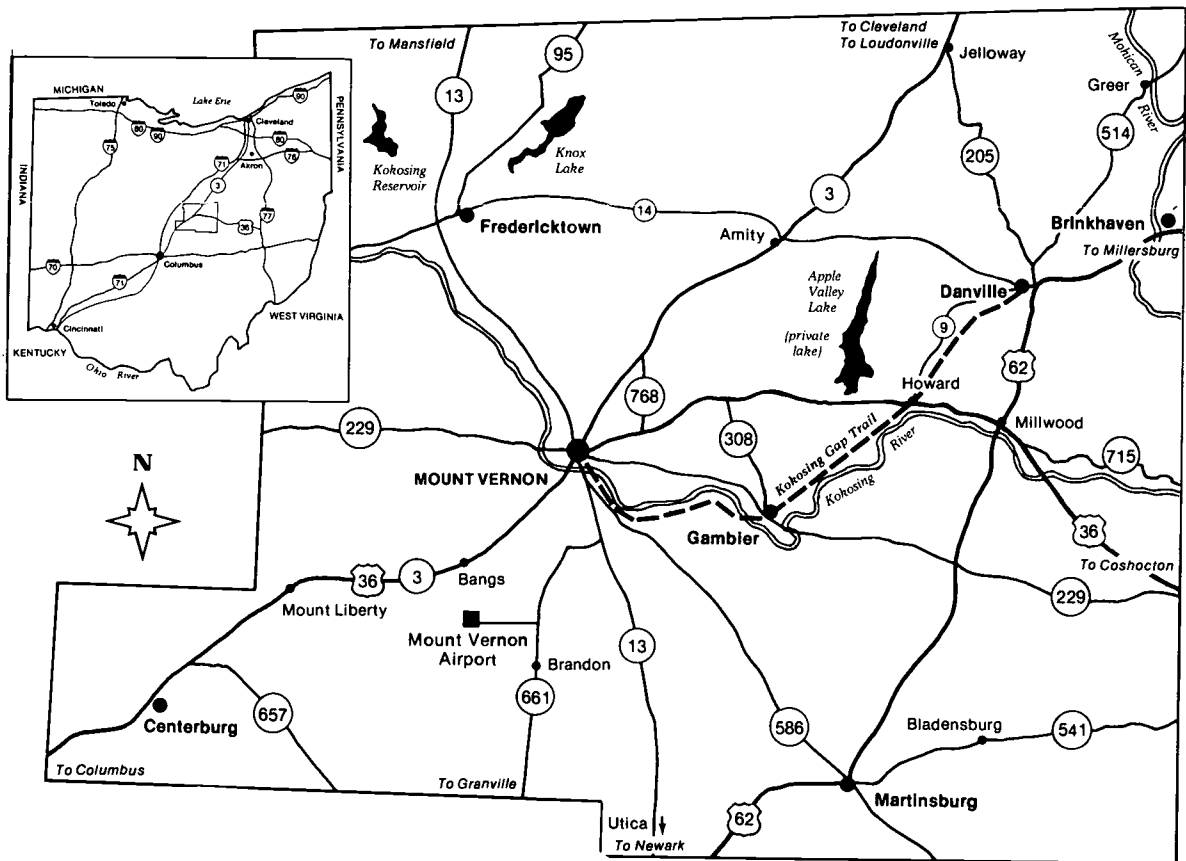 To Mansfield
13
95
To Cleveland
To Loudonville
Jelloway
Mohican
River
Greer
514
205
MICHIGAN
Toledo
Lake Erie
90
Cleveland
80
90
80
75
71
Akron
76
PENNSYLVANIA
INDIANA
3
77
36
70
Columbus
71
WEST VIRGINIA
Cincinnati
KENTUCKY
Ohio River
Kokosing
Reservoir
Knox
Lake
3
14
Fredericktown
Amity
Brinkhaven
To Millersburg
Apple
Valley
Lake
(private
lake)
Danville
9
62
Howard
768
Millwood
229
308
Kokosing Gap Trail
River
Kokosing
715
N
MOUNT VERNON
Gambier
36
To Coshocton
36
3
Bangs
229
Mount Liberty
Mount Vernon
Airport
13
Brandon
661
Centerburg
657
586
Bladensburg
541
To Columbus
To Granville
Martinsburg
Utica
62
To Newark